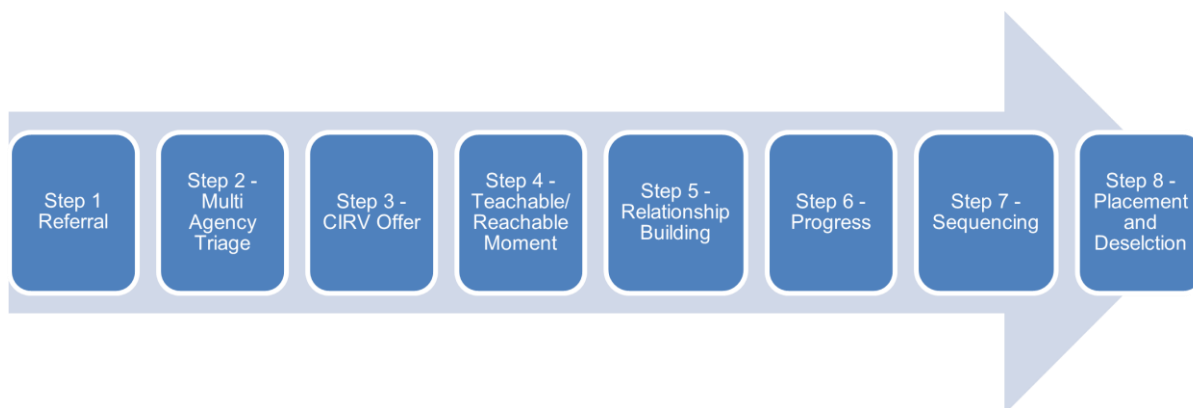 Step 1
Referral
Step 2 -
Multi
Agency
Triage
Step 3 -
CIRV Offer
Step 4 -
Teachable/
Reachable
Moment
Step 5 -
Relationship
Building
Step 6 -
Progress
Step 7 -
Sequencing
Step 8 -
Placement
and
Deselction